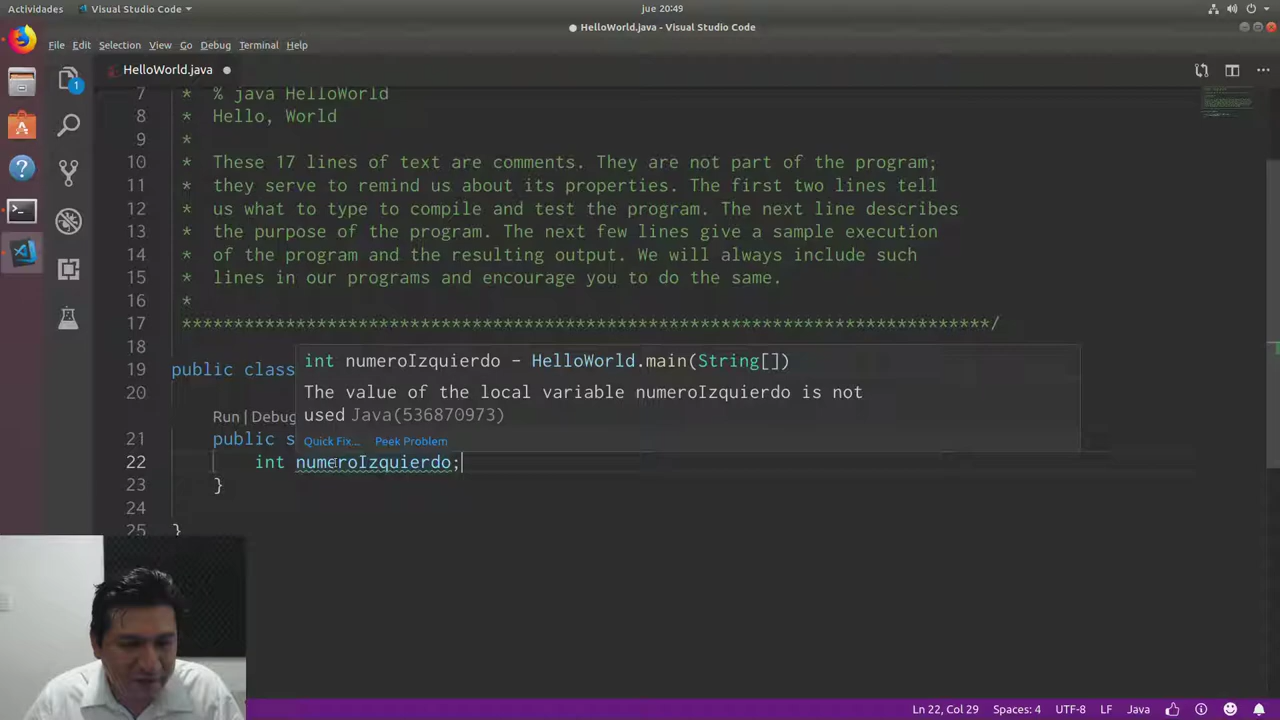 Actividades Visual Studio Code jue 20:49
HelloWorld.java - Visual Studio Code
File Edit Selection View Go Debug Terminal Help
HelloWorld.java
1
7 * % java HelloWorld
8 * Hello, World
9 *
10 * These 17 lines of text are comments. They are not part of the program;
11 * they serve to remind us about its properties. The first two lines tell
12 * us what to type to compile and test the program. The next line describes
13 * the purpose of the program. The next few lines give a sample execution
14 * of the program and the resulting output. We will always include such
15 * lines in our programs and encourage you to do the same.
16 *
17 ******************************************************************************/
18
int numeroIzquierdo - HelloWorld.main(String[])
19 public class
20
The value of the local variable numeroIzquierdo is not
used Java(536870973)
Run | Debug
Quick Fix... Peek Problem
21 public s
22 int numeroIzquierdo;
23 }
24
25 }
Ln 22, Col 29 Spaces: 4 UTF-8 LF Java